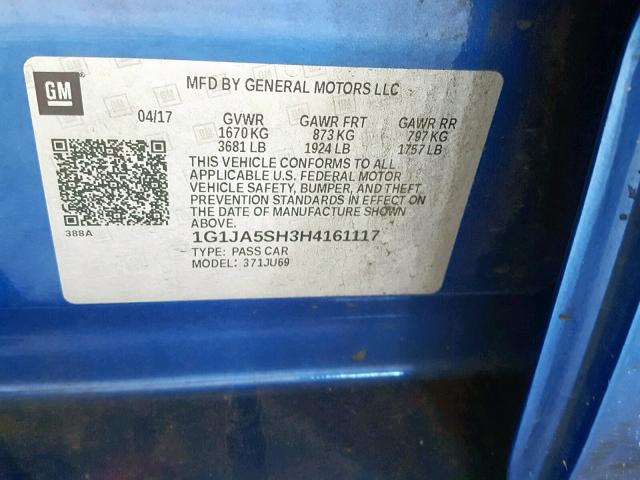 GM
MFD BY GENERAL MOTORS LLC
04/17 GVWR GAWR FRT GAWR RR
1670 KG 873 KG 797 KG
3681 LB 1924 LB 1757 LB
THIS VEHICLE CONFORMS TO ALL
APPLICABLE U.S. FEDERAL MOTOR
VEHICLE SAFETY, BUMPER, AND THEFT
PREVENTION STANDARDS IN EFFECT ON
THE DATE OF MANUFACTURE SHOWN
ABOVE.
388A
1G1JA5SH3H4161117
TYPE: PASS CAR
MODEL: 371JU69